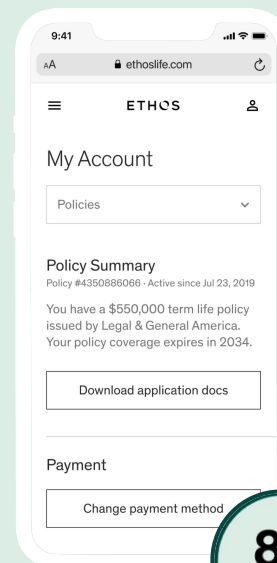 9:41
AA ethoslife.com
ETHOS
My Account
Policies
Policy Summary
Policy #4350886066 · Active since Jul 23, 2019
You have a $550,000 term life policy
issued by Legal & General America.
Your policy coverage expires in 2034.
Download application docs
Payment
Change payment method
8